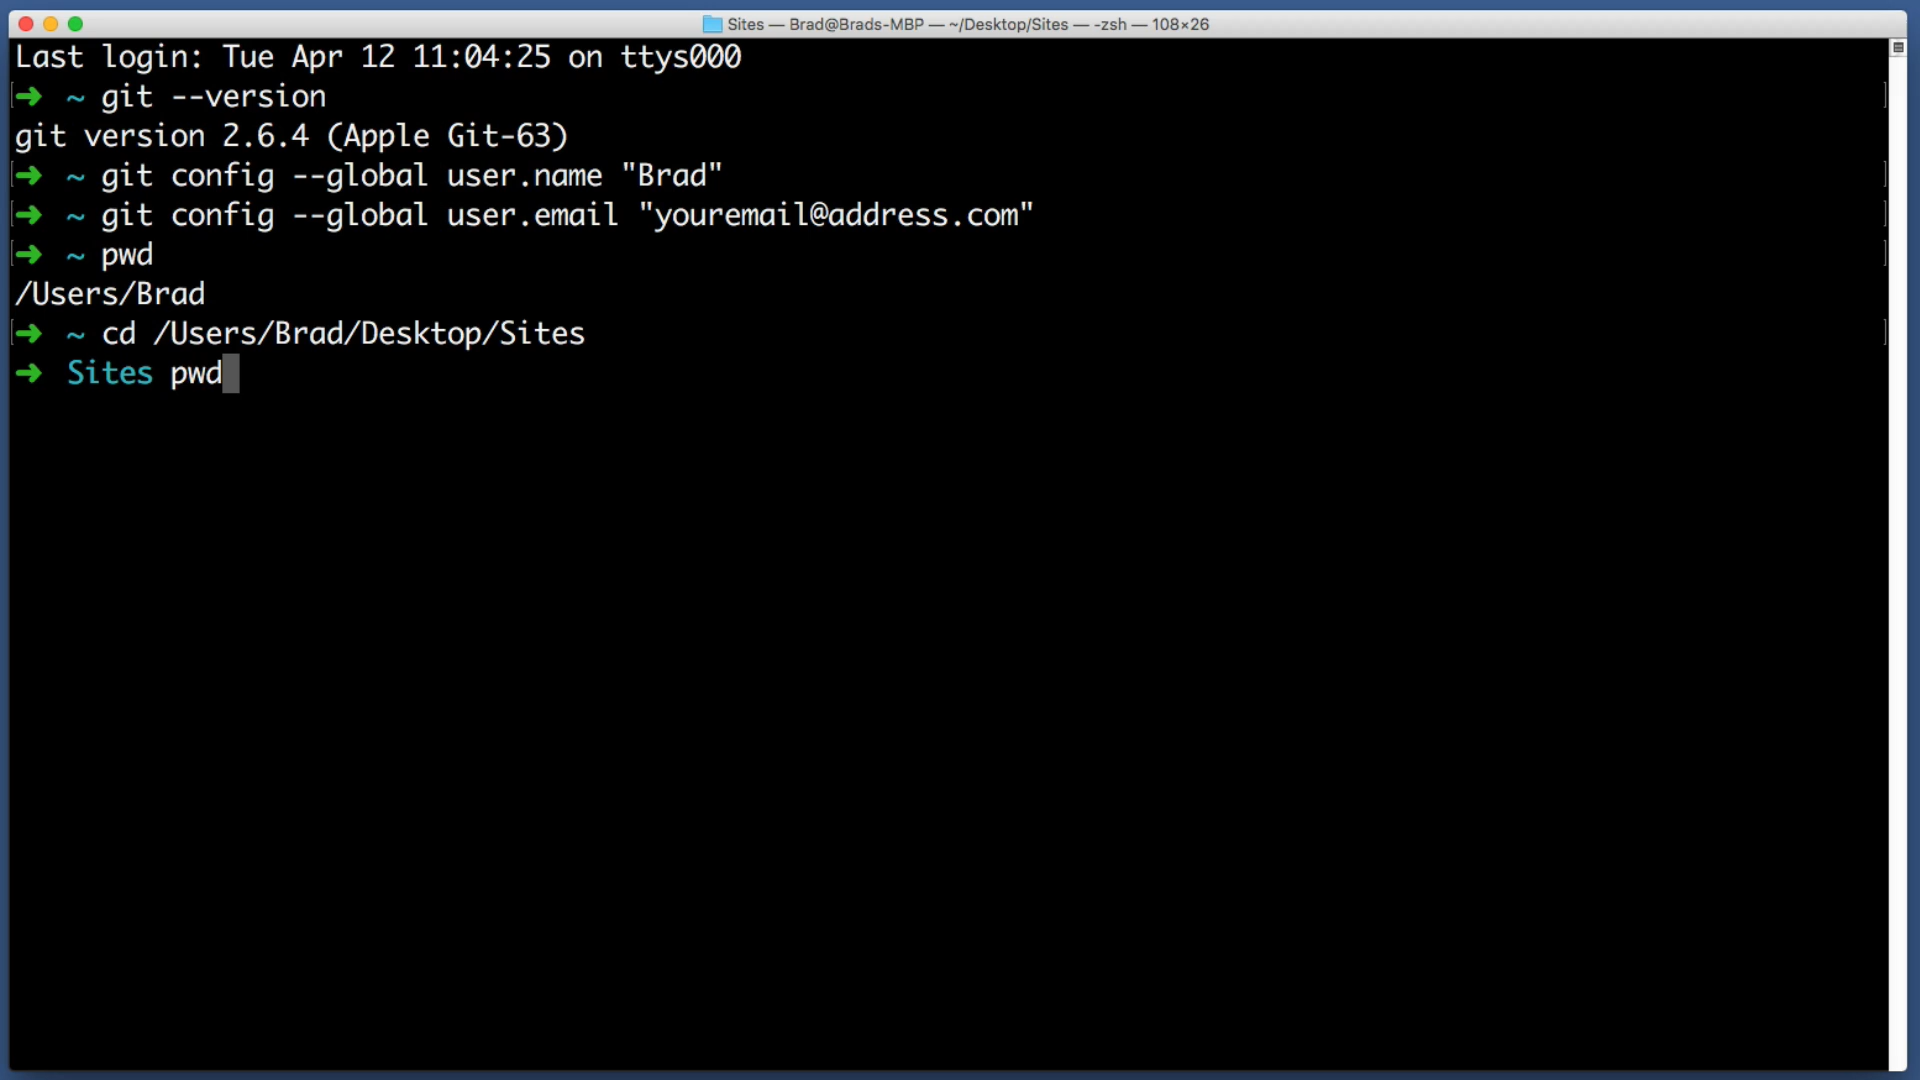 Sites — Brad@Brads-MBP — ~/Desktop/Sites — -zsh — 108×26
Last login: Tue Apr 12 11:04:25 on ttys000
➜ ~ git --version
git version 2.6.4 (Apple Git-63)
➜ ~ git config --global user.name "Brad"
➜ ~ git config --global user.email "youremail@address.com"
➜ ~ pwd
/Users/Brad
➜ ~ cd /Users/Brad/Desktop/Sites
➜ Sites pwd